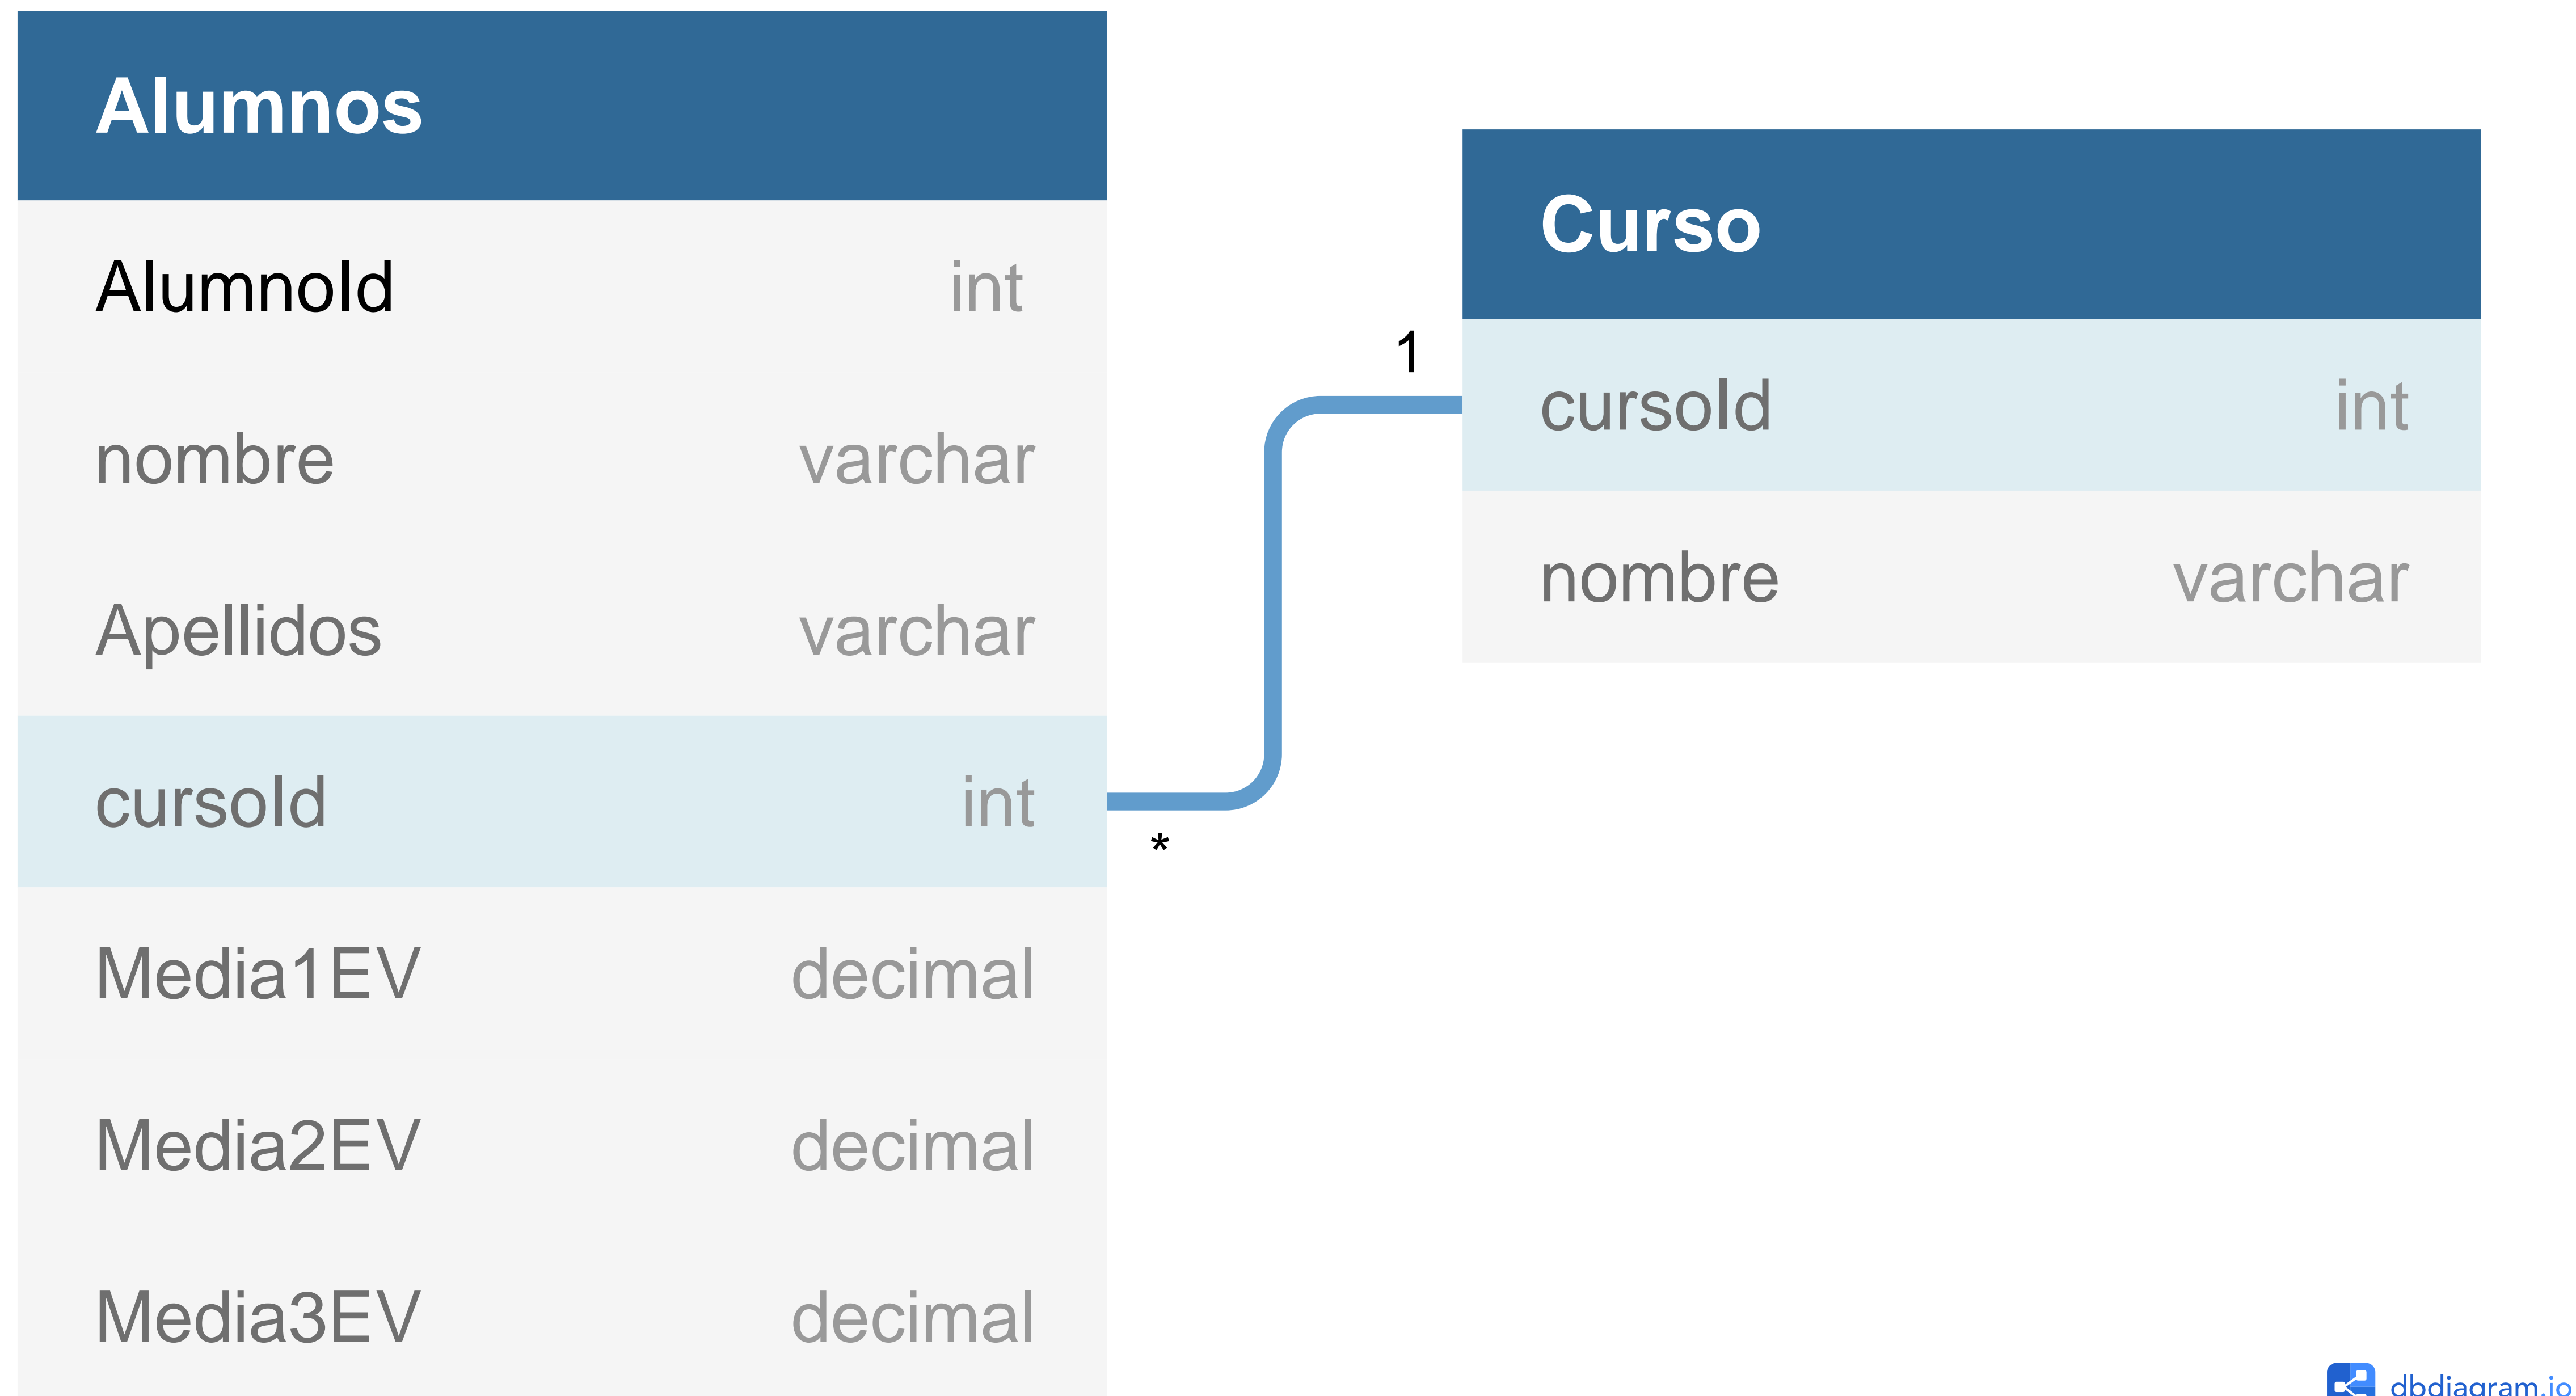 Alumnos
AlumnoId int
nombre varchar
Apellidos varchar
cursoId int
Media1EV decimal
Media2EV decimal
Media3EV decimal
1
*
Curso
cursoId int
nombre varchar
dbdiagram.io